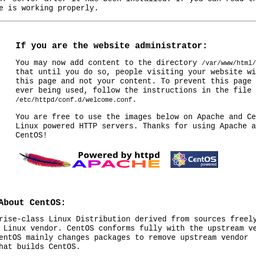 e is working properly.
If you are the website administrator:
You may now add content to the directory /var/www/html/
that until you do so, people visiting your website wi
this page and not your content. To prevent this page
ever being used, follow the instructions in the file
/etc/httpd/conf.d/welcome.conf.
You are free to use the images below on Apache and Ce
Linux powered HTTP servers. Thanks for using Apache a
CentOS!
Powered by httpd
APACHE
CentOS
About CentOS:
rise-class Linux Distribution derived from sources freely
Linux vendor. CentOS conforms fully with the upstream ve
entOS mainly changes packages to remove upstream vendor
hat builds CentOS.